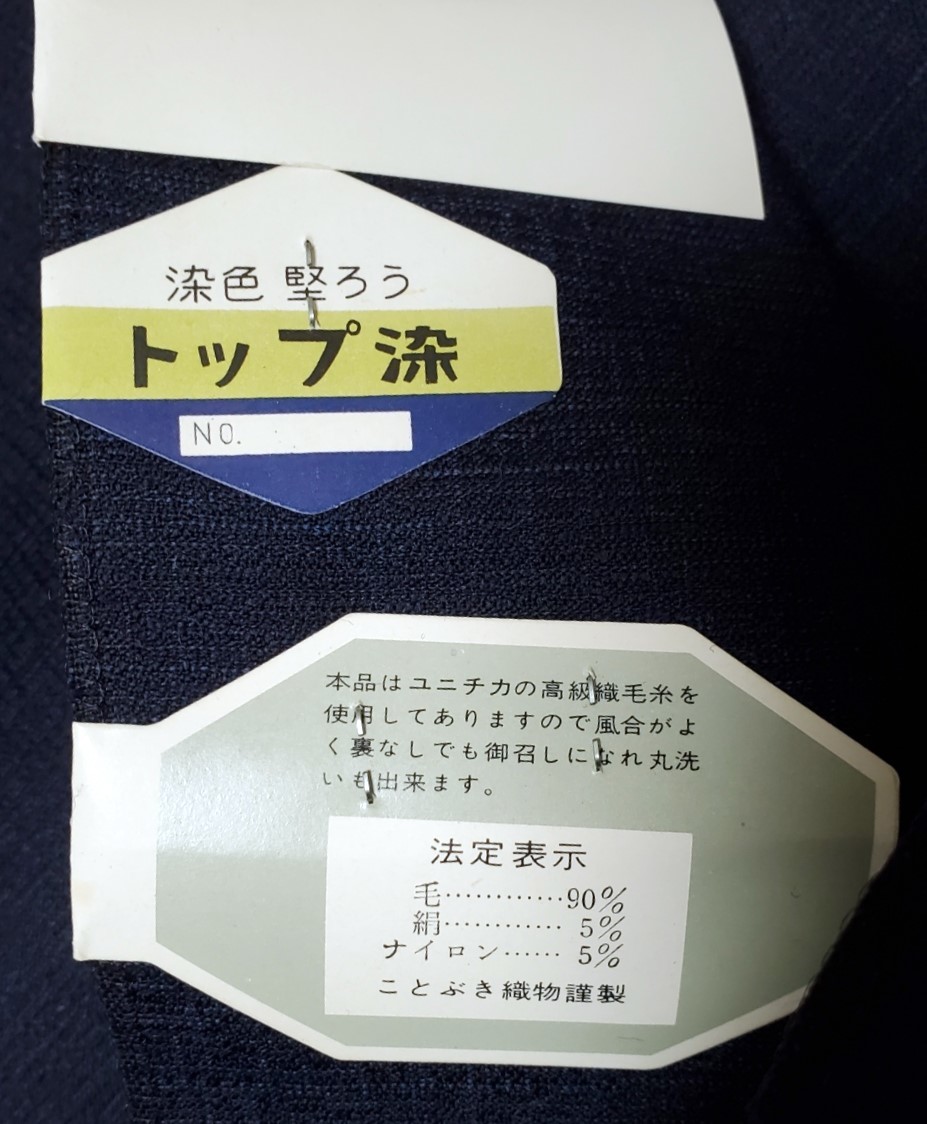 染色 堅ろう
トップ染
NO.
本品はユニチカの高級織毛糸を
使用してありますので風合がよ
く裏なしでも御召しになれ丸洗
いも出来ます。
法定表示
毛…………90%
絹………… 5%
ナイロン…… 5%
ことぶき織物謹製